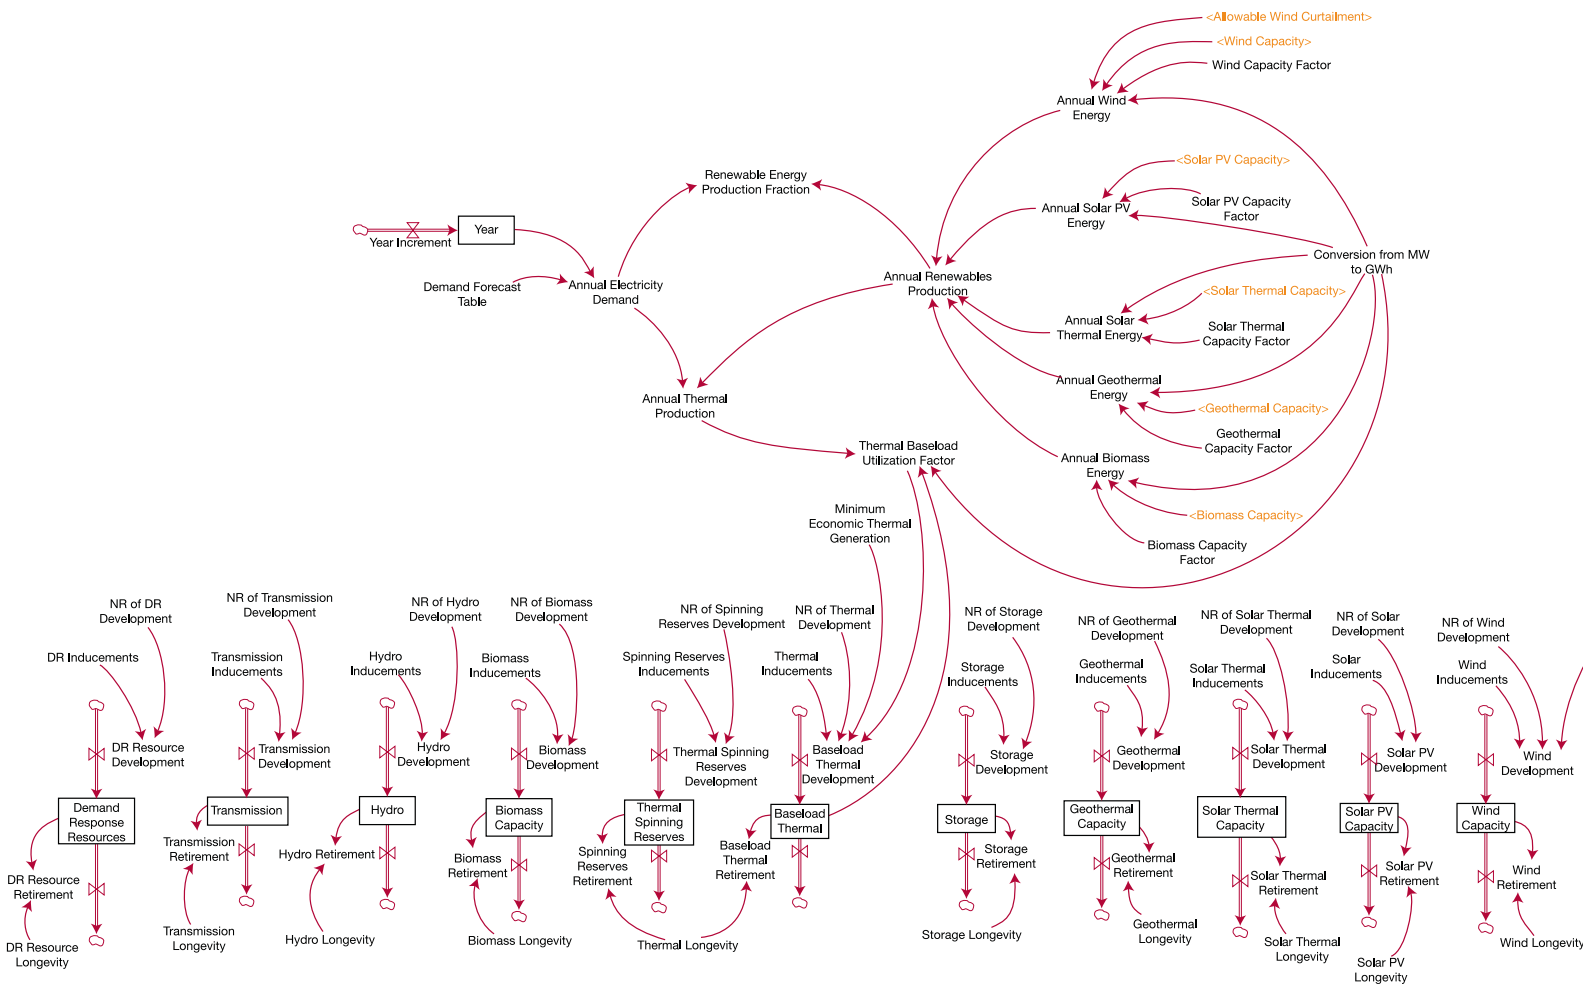 <Allowable Wind Curtailment>
<Wind Capacity>
Wind Capacity Factor
Annual Wind
Energy
<Solar PV Capacity>
Renewable Energy
Production Fraction
Solar PV Capacity
Factor
Annual Solar PV
Energy
Year
Year Increment
Conversion from MW
to GWh
Annual Renewables
Production
Demand Forecast
Table
Annual Electricity
Demand
<Solar Thermal Capacity>
Annual Solar
Thermal Energy
Solar Thermal
Capacity Factor
Annual Geothermal
Energy
Annual Thermal
Production
<Geothermal Capacity>
Geothermal
Capacity Factor
Thermal Baseload
Utilization Factor
Annual Biomass
Energy
<Biomass Capacity>
Minimum
Economic Thermal
Generation
Biomass Capacity
Factor
NR of DR
Development
NR of Transmission
Development
NR of Hydro
Development
NR of Biomass
Development
NR of Spinning
Reserves Development
NR of Thermal
Development
NR of Storage
Development
NR of Geothermal
Development
NR of Solar Thermal
Development
NR of Solar
Development
NR of Wind
Development
DR Inducements
Transmission
Inducements
Hydro
Inducements
Biomass
Inducements
Spinning Reserves
Inducements
Thermal
Inducements
Storage
Inducements
Geothermal
Inducements
Solar Thermal
Inducements
Solar
Inducements
Wind
Inducements
DR Resource
Development
Transmission
Development
Hydro
Development
Biomass
Development
Thermal Spinning
Reserves
Development
Baseload
Thermal
Development
Storage
Development
Geothermal
Development
Solar Thermal
Development
Solar PV
Development
Wind
Development
Demand
Response
Resources
Transmission
Hydro
Biomass
Capacity
Thermal
Spinning
Reserves
Baseload
Thermal
Storage
Geothermal
Capacity
Solar Thermal
Capacity
Solar PV
Capacity
Wind
Capacity
DR Resource
Retirement
Transmission
Retirement
Hydro Retirement
Biomass
Retirement
Spinning
Reserves
Retirement
Baseload
Thermal
Retirement
Storage
Retirement
Geothermal
Retirement
Solar Thermal
Retirement
Solar PV
Retirement
Wind
Retirement
DR Resource
Longevity
Transmission
Longevity
Hydro Longevity
Biomass Longevity
Thermal Longevity
Storage Longevity
Geothermal
Longevity
Solar Thermal
Longevity
Solar PV
Longevity
Wind Longevity